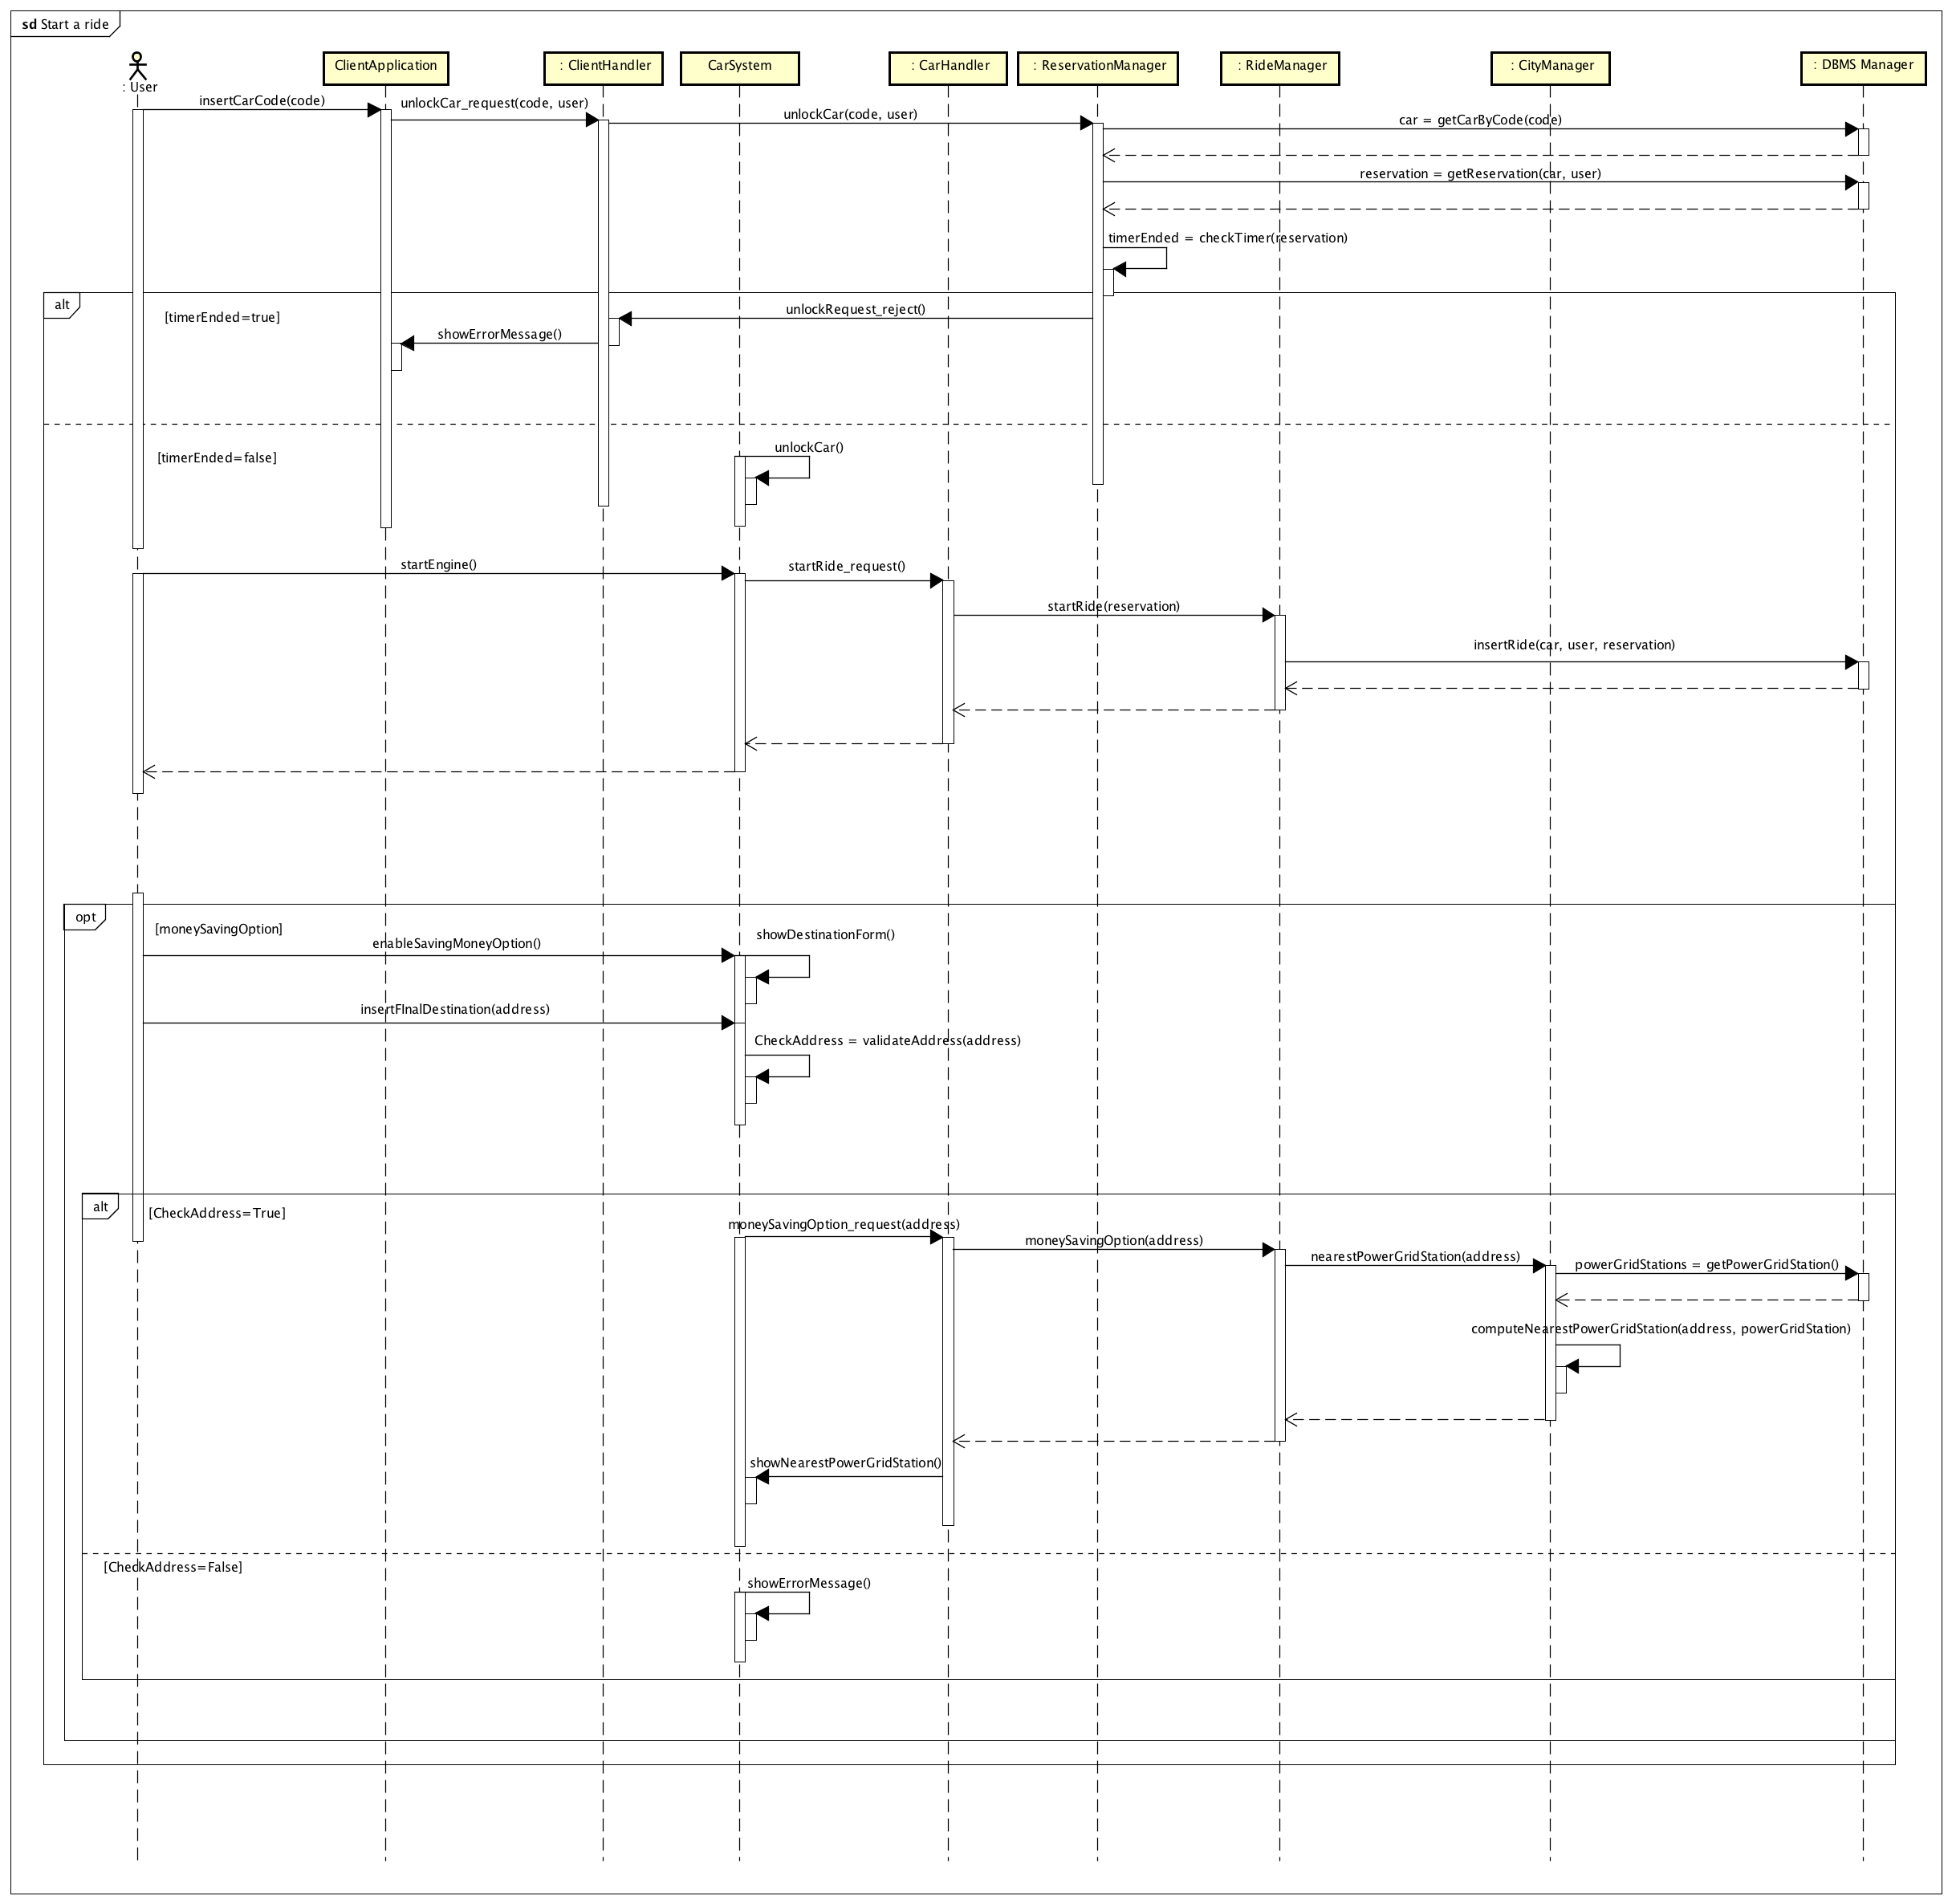 sd Start a ride
: User
ClientApplication
: ClientHandler
CarSystem
: CarHandler
: ReservationManager
: RideManager
: CityManager
: DBMS Manager
insertCarCode(code)
unlockCar_request(code, user)
unlockCar(code, user)
car = getCarByCode(code)
reservation = getReservation(car, user)
timerEnded = checkTimer(reservation)
alt
[timerEnded=true]
unlockRequest_reject()
showErrorMessage()
[timerEnded=false]
unlockCar()
startEngine()
startRide_request()
startRide(reservation)
insertRide(car, user, reservation)
opt
[moneySavingOption]
enableSavingMoneyOption()
showDestinationForm()
insertFInalDestination(address)
CheckAddress = validateAddress(address)
alt
[CheckAddress=True]
moneySavingOption_request(address)
moneySavingOption(address)
nearestPowerGridStation(address)
powerGridStations = getPowerGridStation()
computeNearestPowerGridStation(address, powerGridStation)
showNearestPowerGridStation()
[CheckAddress=False]
showErrorMessage()